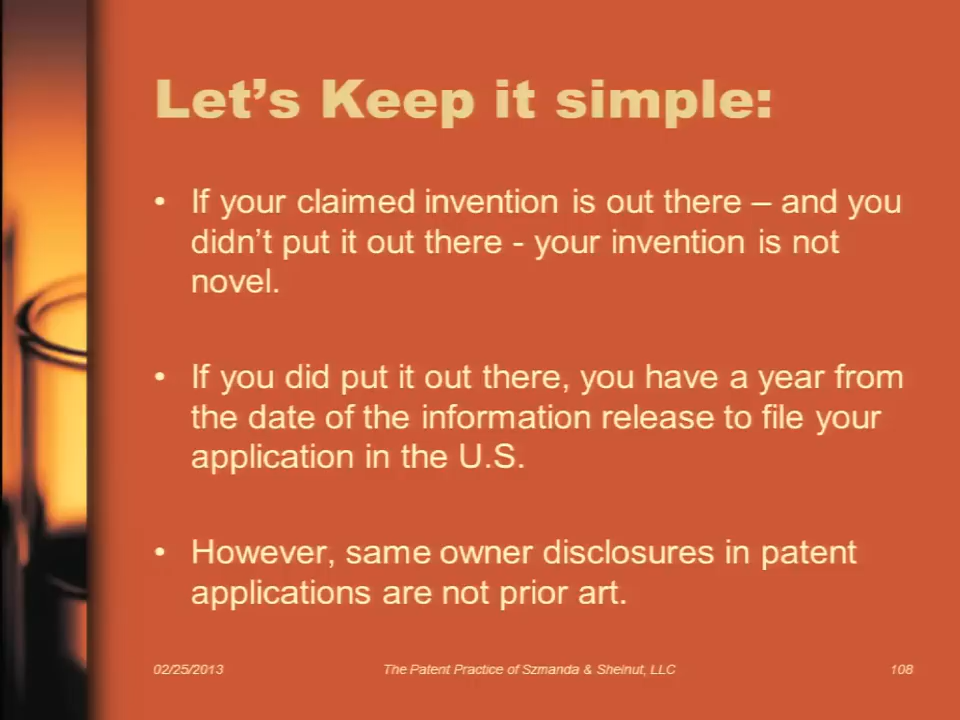 Let’s Keep it simple:
• If your claimed invention is out there – and you
didn’t put it out there - your invention is not
novel.
• If you did put it out there, you have a year from
the date of the information release to file your
application in the U.S.
• However, same owner disclosures in patent
applications are not prior art.
02/25/2013 The Patent Practice of Szmanda & Shelnut, LLC 108